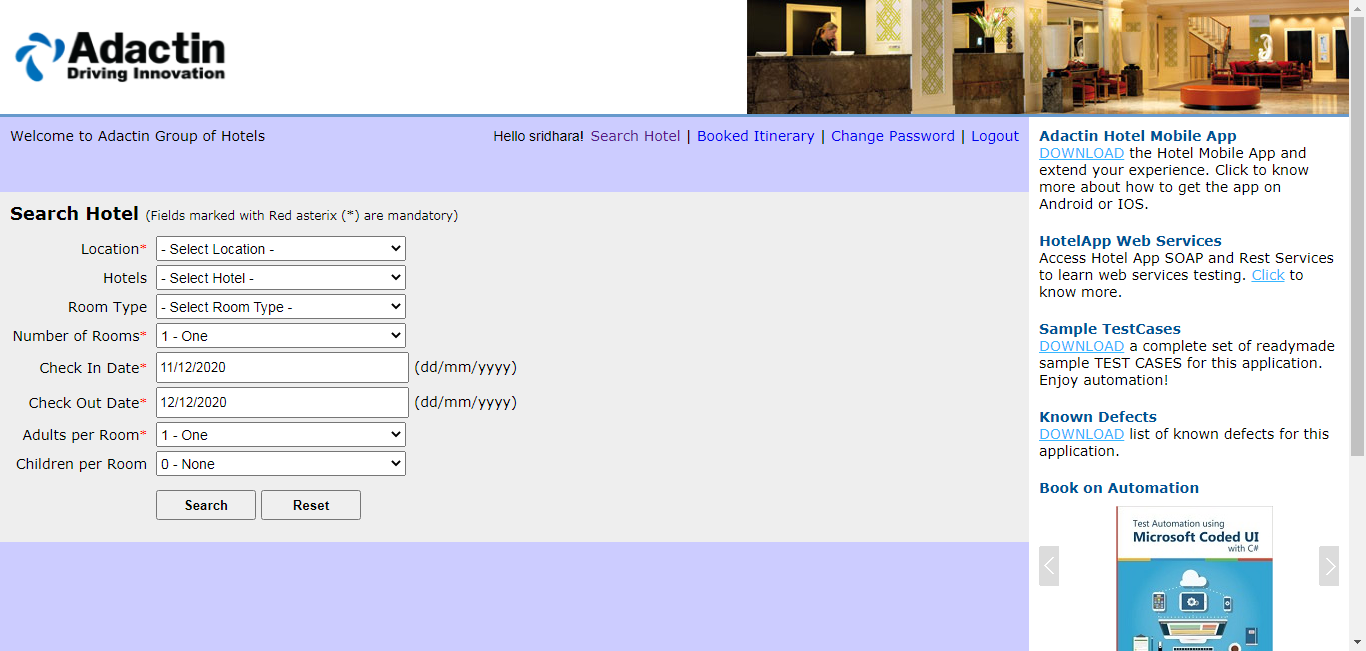 Adactin
Driving Innovation
Welcome to Adactin Group of Hotels
Hello sridhara! Search Hotel | Booked Itinerary | Change Password | Logout
Search Hotel (Fields marked with Red asterix (*) are mandatory)
Location* - Select Location -
Hotels - Select Hotel -
Room Type - Select Room Type -
Number of Rooms* 1 - One
Check In Date* 11/12/2020 (dd/mm/yyyy)
Check Out Date* 12/12/2020 (dd/mm/yyyy)
Adults per Room* 1 - One
Children per Room 0 - None
Search Reset
Adactin Hotel Mobile App
DOWNLOAD the Hotel Mobile App and
extend your experience. Click to know
more about how to get the app on
Android or IOS.
HotelApp Web Services
Access Hotel App SOAP and Rest Services
to learn web services testing. Click to
know more.
Sample TestCases
DOWNLOAD a complete set of readymade
sample TEST CASES for this application.
Enjoy automation!
Known Defects
DOWNLOAD list of known defects for this
application.
Book on Automation
Test Automation using
Microsoft Coded UI
with C#